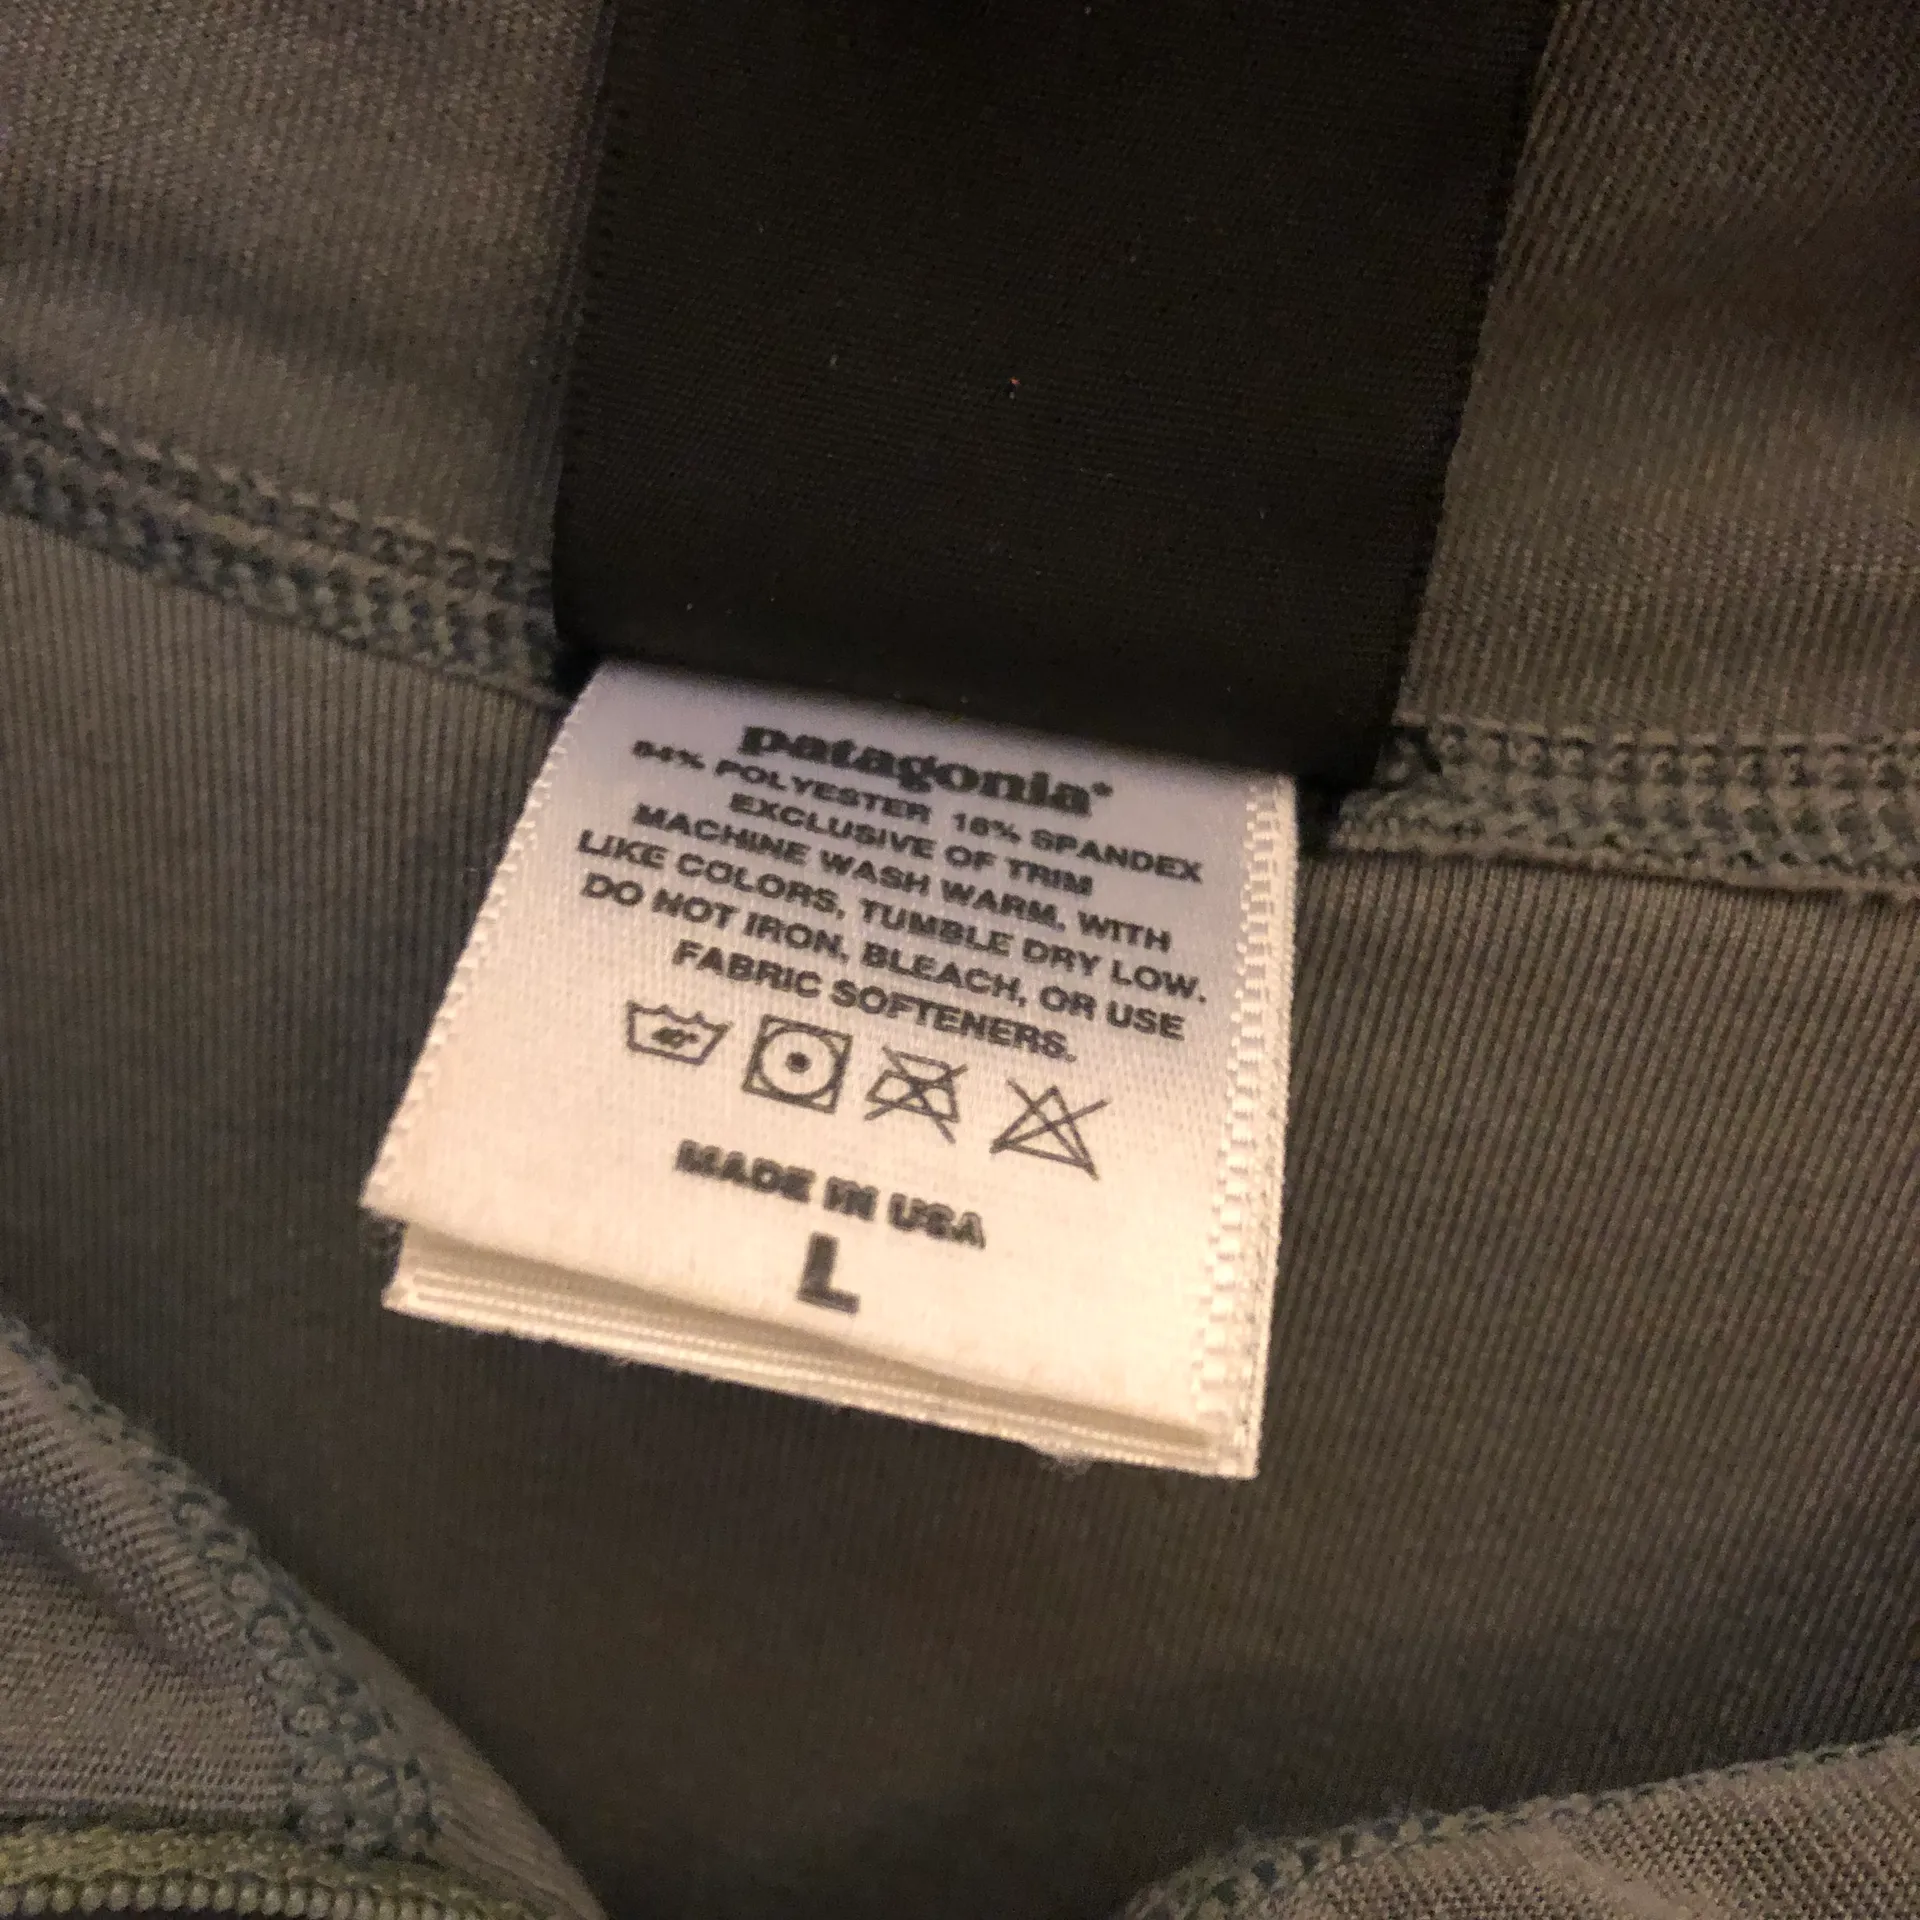 patagonia®
84% POLYESTER 16% SPANDEX
EXCLUSIVE OF TRIM
MACHINE WASH WARM, WITH
LIKE COLORS, TUMBLE DRY LOW.
DO NOT IRON, BLEACH, OR USE
FABRIC SOFTENERS.
40°
MADE IN USA
L